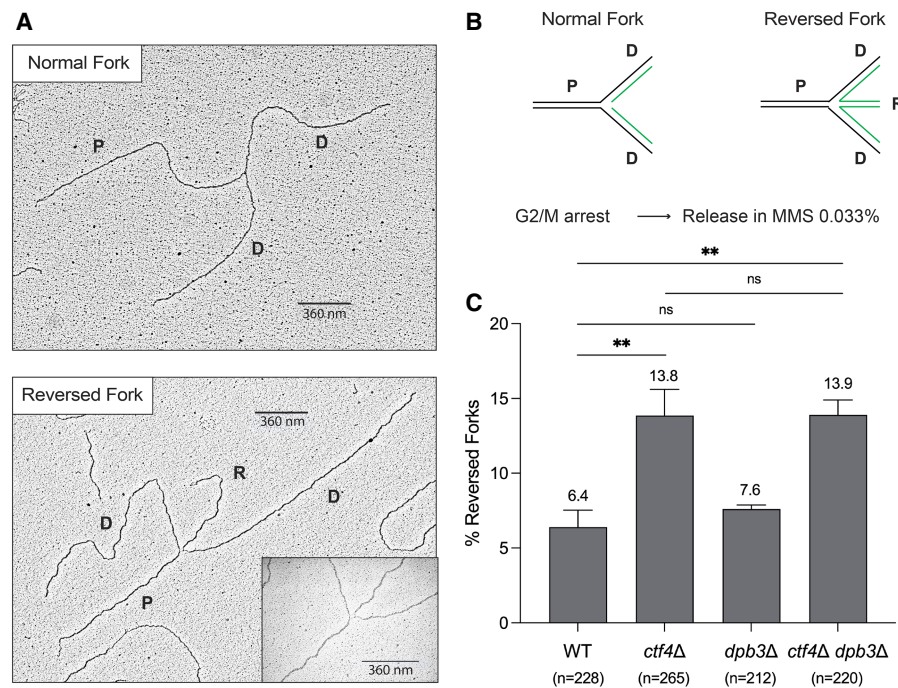 A
Normal Fork
P
D
D
360 nm
Reversed Fork
360 nm
R
D
D
P
360 nm
B
Normal Fork
Reversed Fork
D
P
D
D
P
R
D
G2/M arrest ⟶ Release in MMS 0.033%
C
**
ns
ns
**
% Reversed Forks
20
15
10
5
0
6.4
13.8
7.6
13.9
WT
ctf4Δ
dpb3Δ
ctf4Δ dpb3Δ
(n=228)
(n=265)
(n=212)
(n=220)